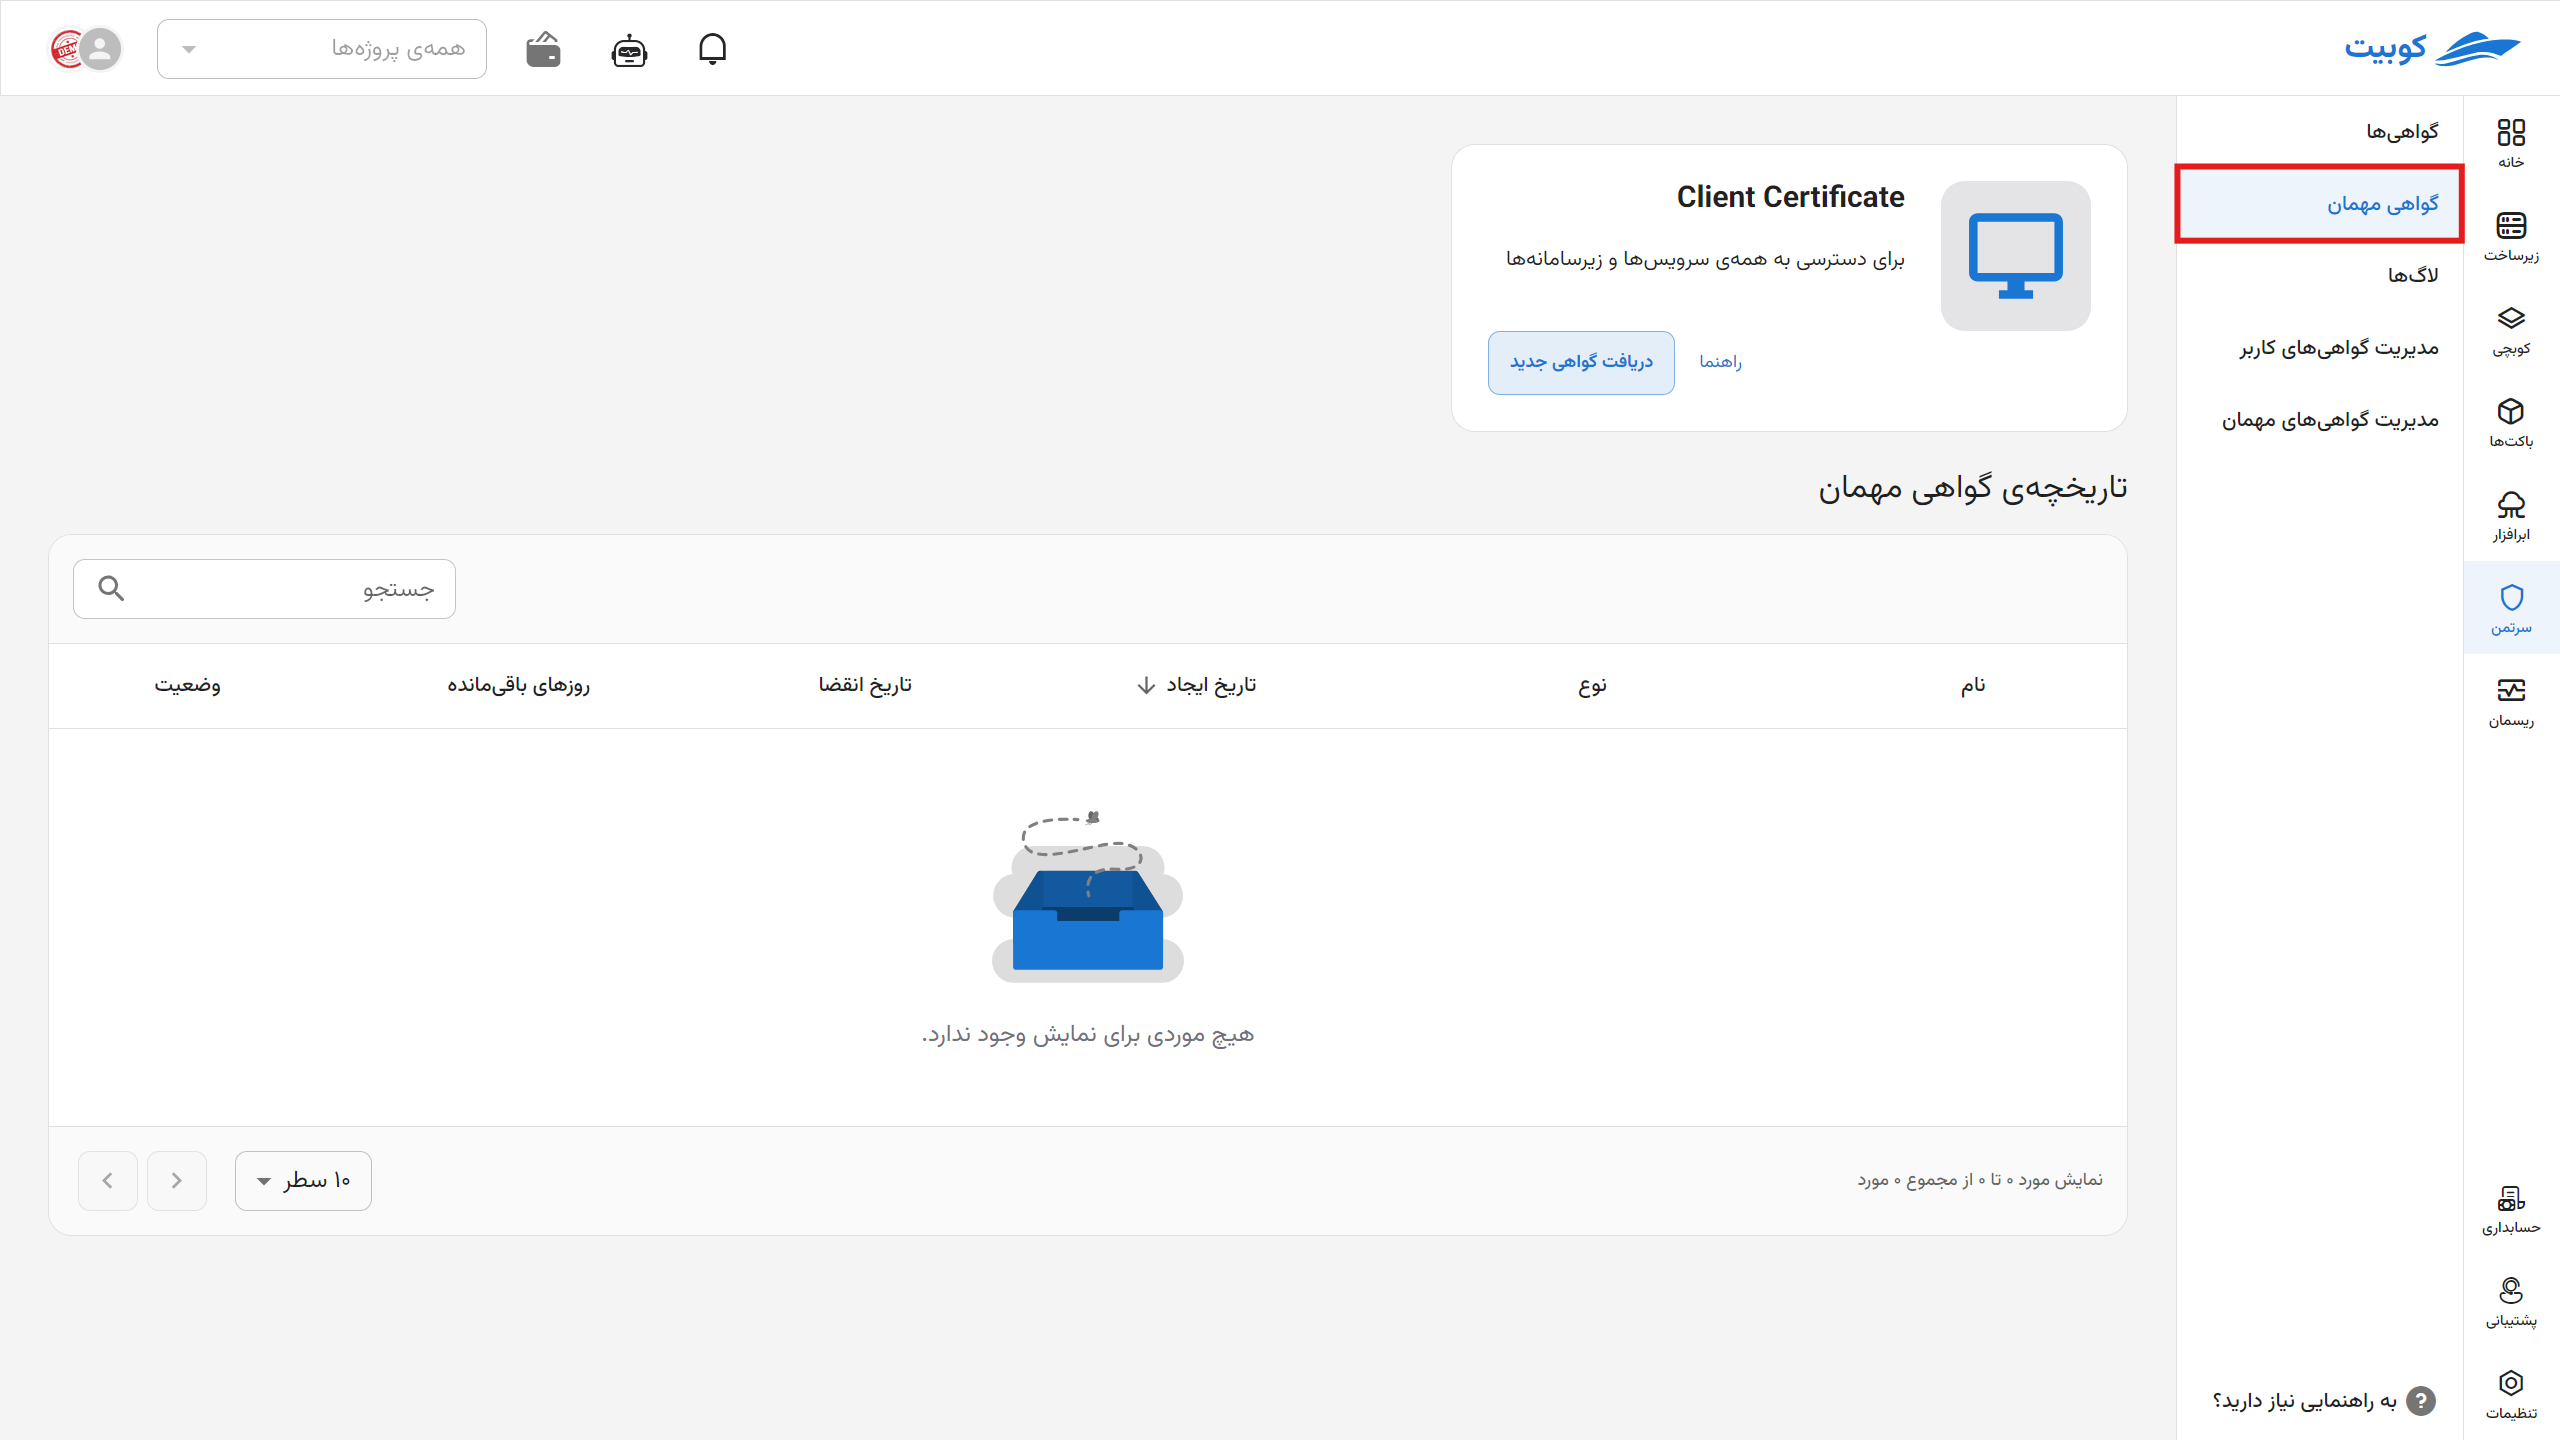 کوبیت
همه‌ی پروژه‌ها
DEMO
خانه
زیرساخت
کوبچی
باکت‌ها
ابرافزار
سرتمن
ریسمان
حسابداری
پشتیبانی
تنظیمات
گواهی‌ها
گواهی مهمان
لاگ‌ها
مدیریت گواهی‌های کاربر
مدیریت گواهی‌های مهمان
به راهنمایی نیاز دارید؟
Client Certificate
برای دسترسی به همه‌ی سرویس‌ها و زیرسامانه‌ها
راهنما
دریافت گواهی جدید
تاریخچه‌ی گواهی مهمان
جستجو
نام نوع تاریخ ایجاد تاریخ انقضا روزهای باقی‌مانده وضعیت
هیچ موردی برای نمایش وجود ندارد.
نمایش مورد ۰ تا ۰ از مجموع ۰ مورد
۱۰ سطر